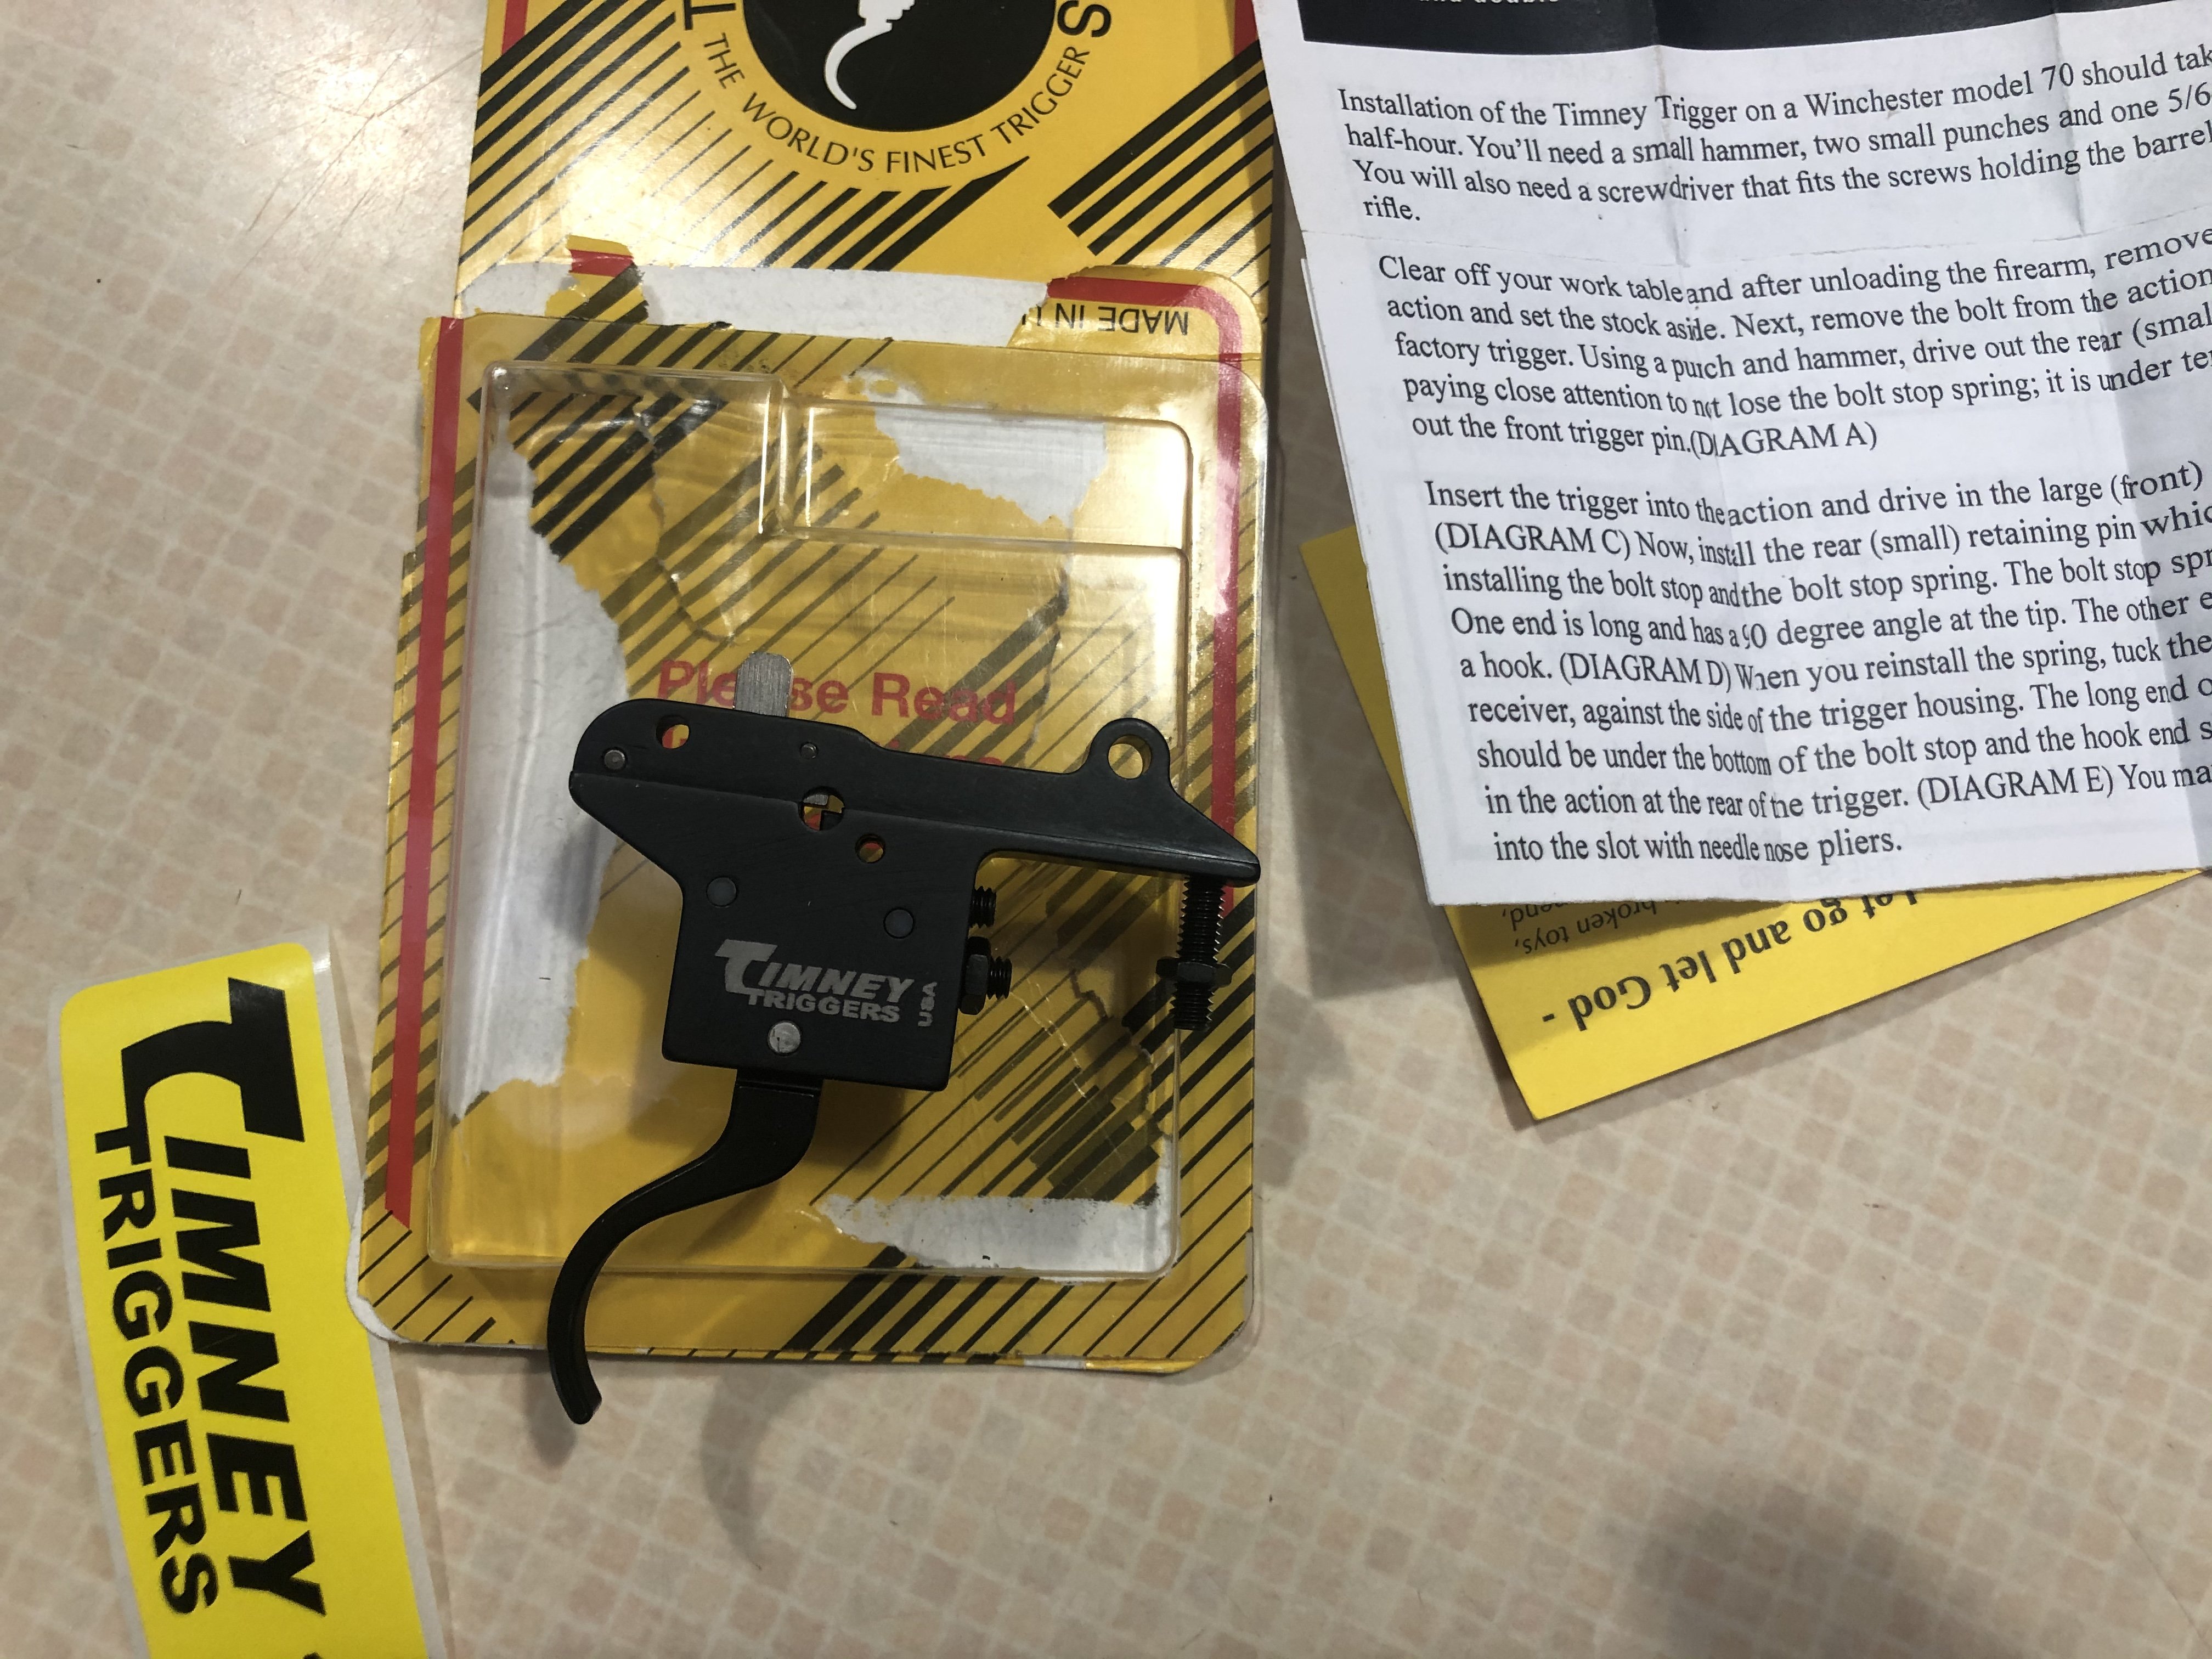 THE WORLD'S FINEST TRIGGER
S
MADE IN
Please Read
TIMNEY
TRIGGERS
USA
TIMNEY
TRIGGERS
Installation of the Timney Trigger on a Winchester model 70 should
half-hour. You'll need a small hammer, two small punches and one 5/6
You will also need a screwdriver that fits the screws holding the barrel
rifle.
Clear off your work table and after unloading the firearm, remove
action and set the stock aside. Next, remove the bolt from the action
factory trigger. Using a punch and hammer, drive out the rear
paying close attention to not lose the bolt stop spring; it is under
out the front trigger pin.(DIAGRAM A)
Insert the trigger into the action and drive in the large (front)
(DIAGRAM C) Now, install the rear (small) retaining pin
installing the bolt stop and the bolt stop spring. The bolt stop
One end is long and has a 90 degree angle at the tip. The other
a hook. (DIAGRAM D) When you reinstall the spring, tuck the
receiver, against the side of the trigger housing. The long end
should be under the bottom of the bolt stop and the hook end
in the action at the rear of the trigger. (DIAGRAM E) You
into the slot with needle nose pliers.
broken toys,
Let go and let God -